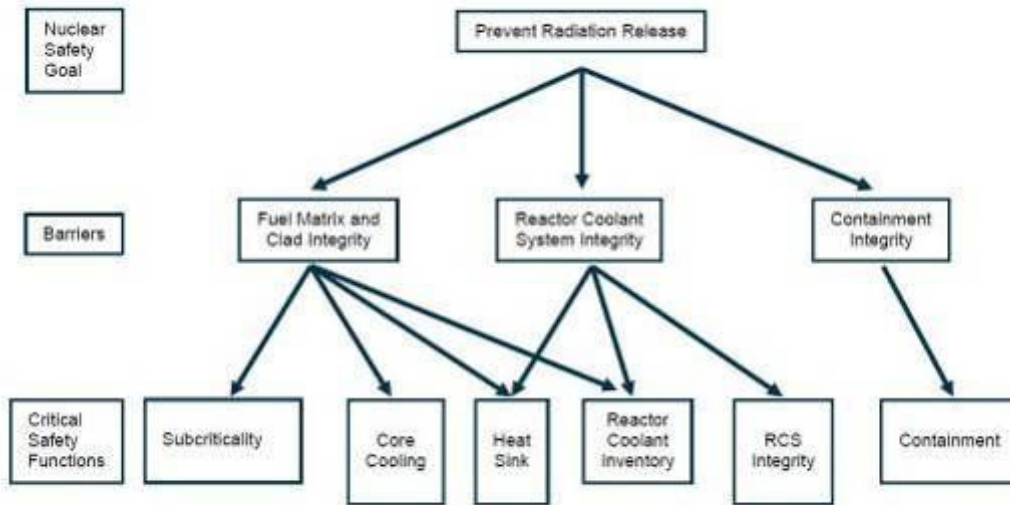 Nuclear
Safety
Goal
Prevent Radiation Release
Barriers
Fuel Matrix and
Clad Integrity
Reactor Coolant
System Integrity
Containment
Integrity
Critical
Safety
Functions
Subcriticality
Core
Cooling
Heat
Sink
Reactor
Coolant
Inventory
RCS
Integrity
Containment